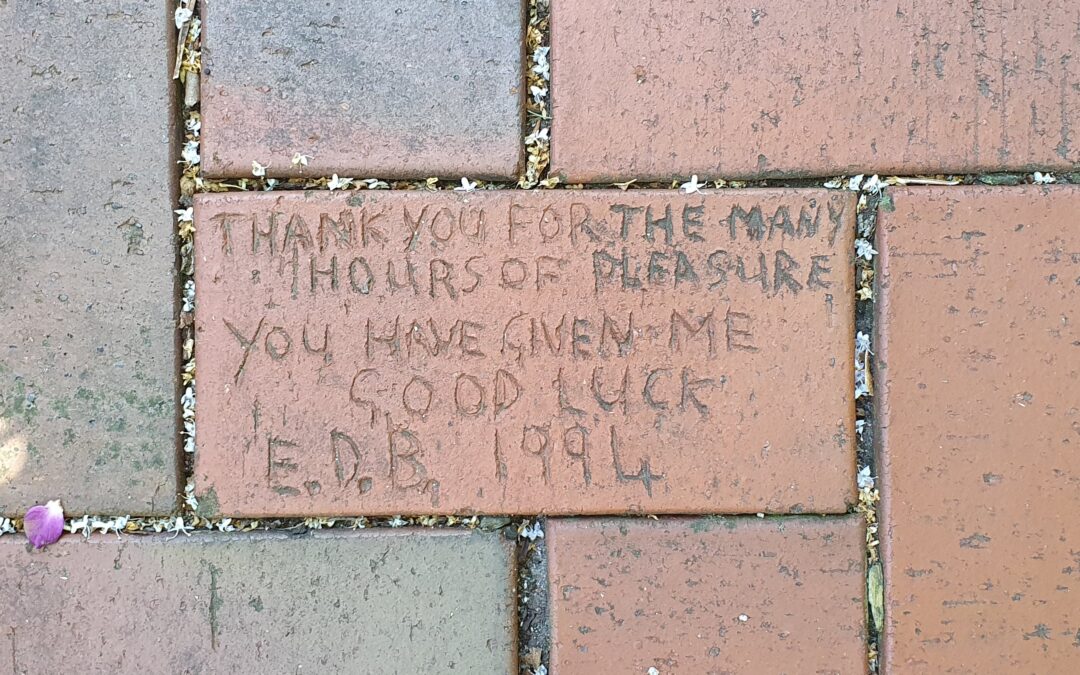 THANK YOU FOR THE MANY
HOURS OF PLEASURE
YOU HAVE GIVEN ME
GOOD LUCK
E.D.B. 1994